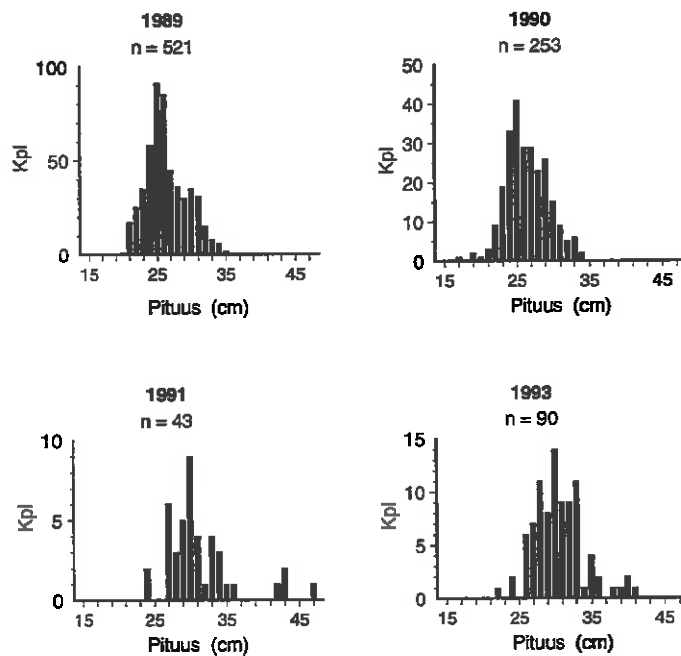 1989
n = 521
100
50
0
Kpl
15 25 35 45
Pituus (cm)
1990
n = 253
50
40
30
20
10
0
Kpl
15 25 35 45
Pituus (cm)
1991
n = 43
10
5
0
Kpl
15 25 35 45
Pituus (cm)
1993
n = 90
15
10
5
0
Kpl
15 25 35 45
Pituus (cm)